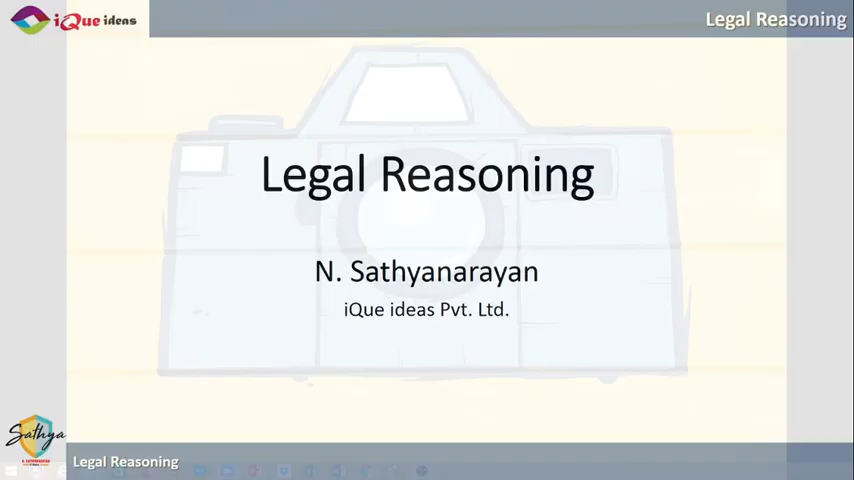 iQue ideas
Legal Reasoning
Legal Reasoning
N. Sathyanarayan
iQue ideas Pvt. Ltd.
Sathya
Legal Reasoning